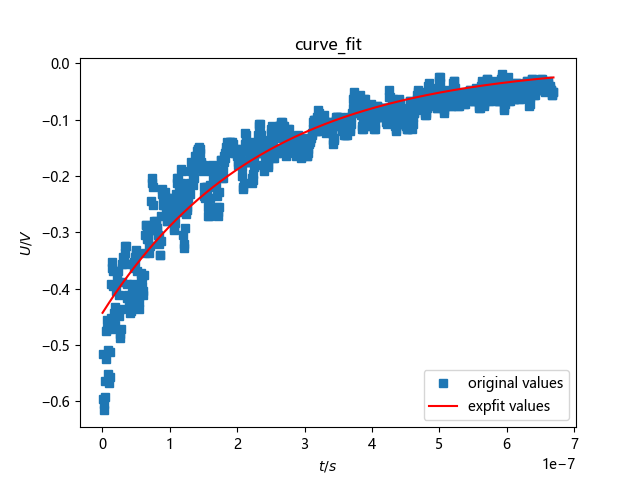 curve_fit
0.0
−0.1
−0.2
−0.3
−0.4
−0.5
−0.6
U/V
0 1 2 3 4 5 6 7
1e−7
t/s
original values
expfit values